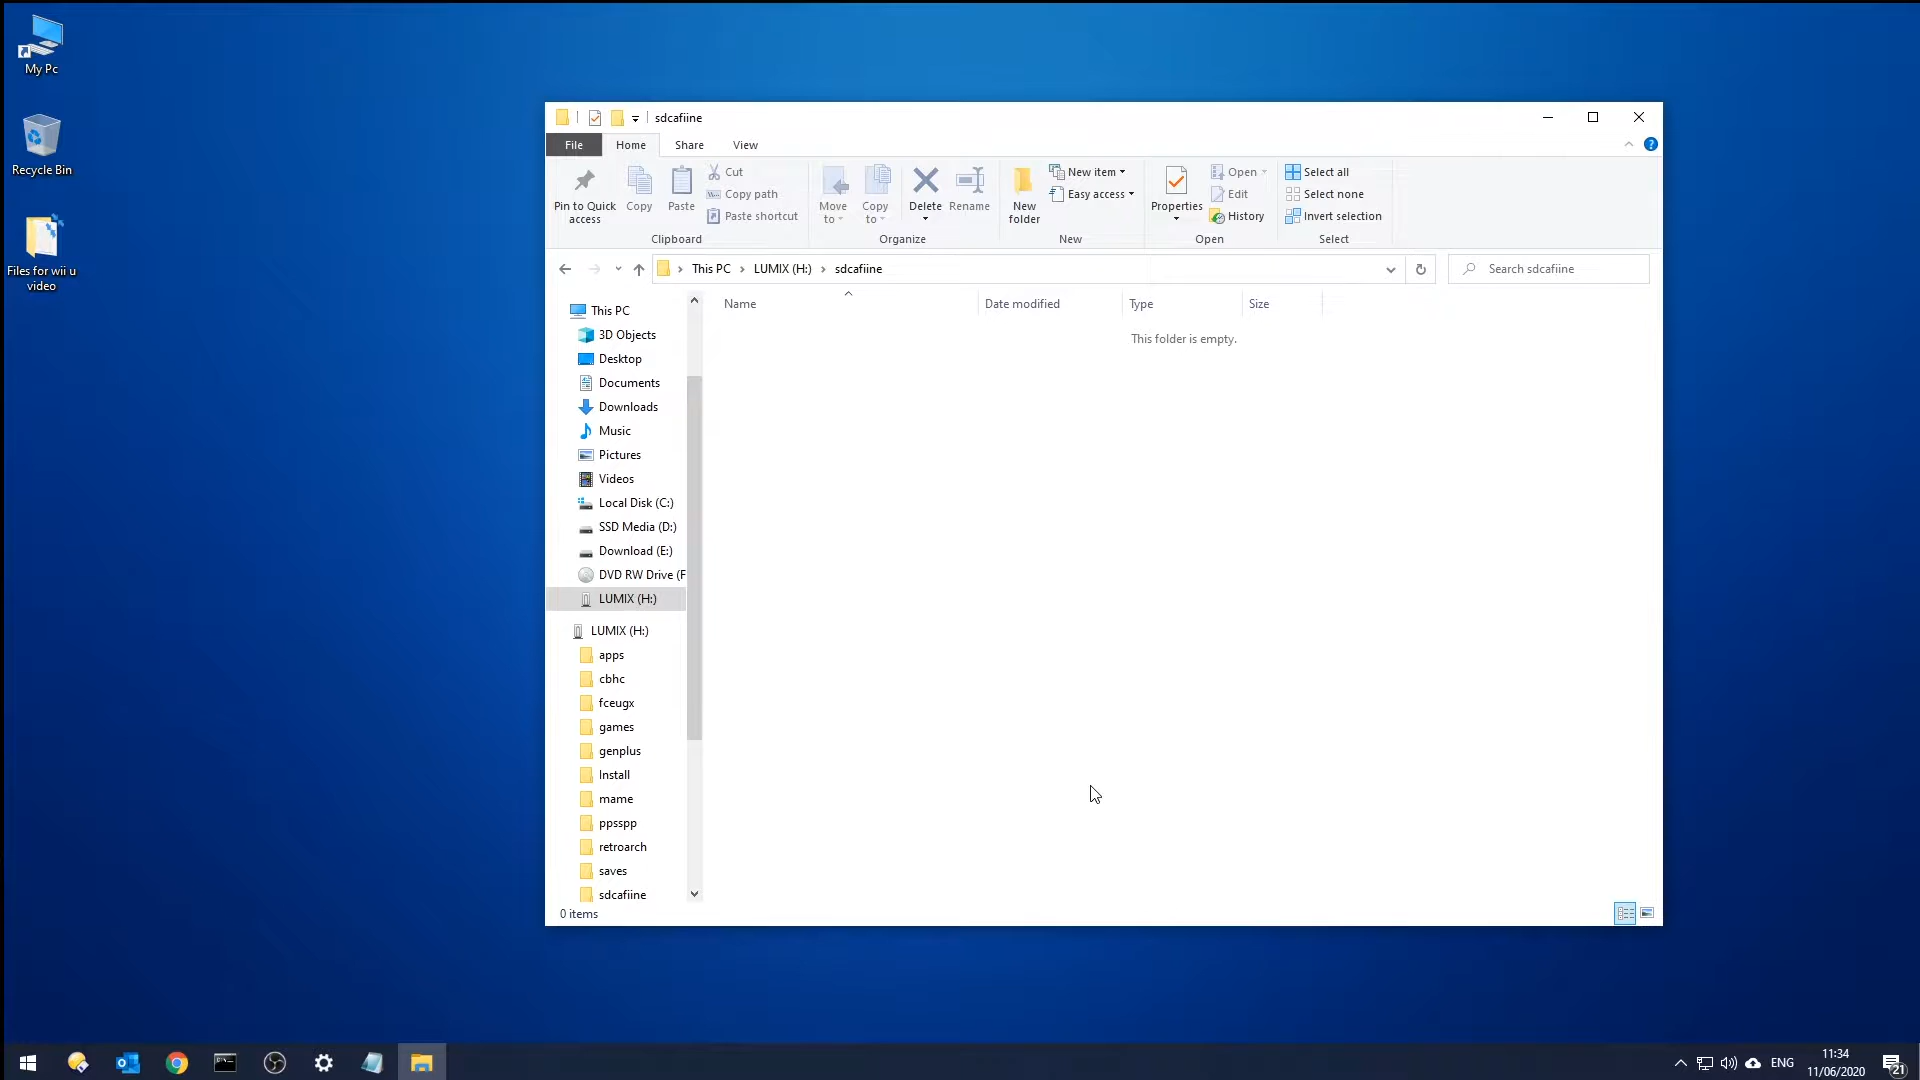 My Pc
Recycle Bin
Files for wii u
video
sdcafiine
File Home Share View
Pin to Quick
access
Copy
Paste
Cut
Copy path
Paste shortcut
Clipboard
Move
to
Copy
to
Delete
Rename
Organize
New
folder
New item
Easy access
New
Properties
Open
Edit
History
Open
Select all
Select none
Invert selection
Select
This PC LUMIX (H:) sdcafiine
Search sdcafiine
Name Date modified Type Size
This folder is empty.
This PC
3D Objects
Desktop
Documents
Downloads
Music
Pictures
Videos
Local Disk (C:)
SSD Media (D:)
Download (E:)
DVD RW Drive (F
LUMIX (H:)
LUMIX (H:)
apps
cbhc
fceugx
games
genplus
Install
mame
ppsspp
retroarch
saves
sdcafiine
0 items
ENG
11:34
11/06/2020
21